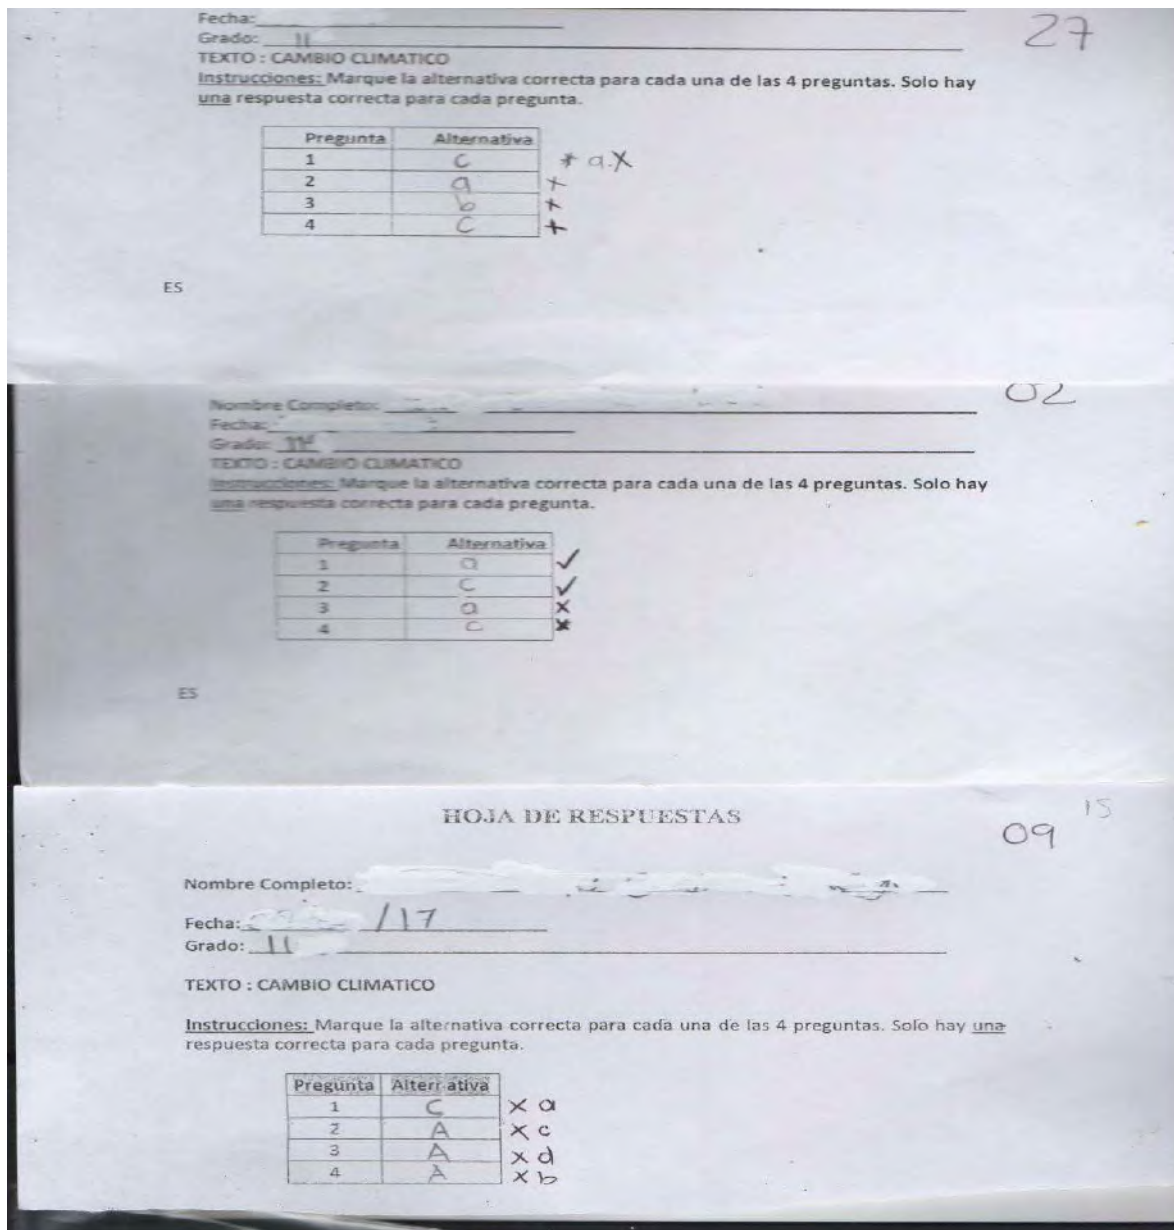 Fecha:
27
Grado: 11
TEXTO : CAMBIO CLIMATICO
Instrucciones: Marque la alternativa correcta para cada una de las 4 preguntas. Solo hay
una respuesta correcta para cada pregunta.
Pregunta Alternativa
1 c * a.X
2 a +
3 b +
4 c +
ES
Nombre Completo:
02
Fecha:
Grado: 11
TEXTO : CAMBIO CLIMATICO
Instrucciones: Marque la alternativa correcta para cada una de las 4 preguntas. Solo hay
una respuesta correcta para cada pregunta.
Pregunta Alternativa
1 a ✓
2 c ✓
3 a x
4 c x
ES
HOJA DE RESPUESTAS
15
09
Nombre Completo:
Fecha: /17
Grado: 11
TEXTO : CAMBIO CLIMATICO
Instrucciones: Marque la alternativa correcta para cada una de las 4 preguntas. Solo hay una
respuesta correcta para cada pregunta.
Pregunta Alternativa
1 C x a
2 A x c
3 A x d
4 A x b